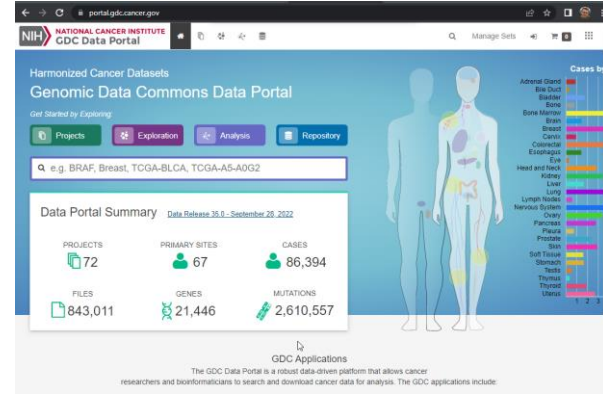 portal.gdc.cancer.gov
NIH NATIONAL CANCER INSTITUTE
GDC Data Portal
Manage Sets
0
Harmonized Cancer Datasets
Genomic Data Commons Data Portal
Get Started by Exploring:
Projects
Exploration
Analysis
Repository
e.g. BRAF, Breast, TCGA-BLCA, TCGA-A5-A0G2
Data Portal Summary
Data Release 35.0 - September 28, 2022
PROJECTS
72
PRIMARY SITES
67
CASES
86,394
FILES
843,011
GENES
21,446
MUTATIONS
2,610,557
Cases by
Adrenal Gland
Bile Duct
Bladder
Bone
Bone Marrow
Brain
Breast
Cervix
Colorectal
Esophagus
Eye
Head and Neck
Kidney
Liver
Lung
Lymph Nodes
Nervous System
Ovary
Pancreas
Pleura
Prostate
Skin
Soft Tissue
Stomach
Testis
Thymus
Thyroid
Uterus
1 2 3
GDC Applications
The GDC Data Portal is a robust data-driven platform that allows cancer
researchers and bioinformaticians to search and download cancer data for analysis. The GDC applications include: